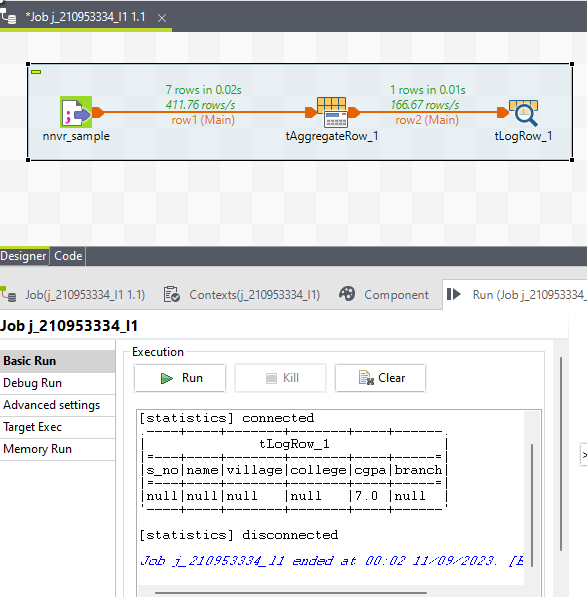 *Job j_210953334_l1 1.1
7 rows in 0.02s
411.76 rows/s
row1 (Main)
1 rows in 0.01s
166.67 rows/s
row2 (Main)
nnvr_sample
tAggregateRow_1
tLogRow_1
Designer Code
Job(j_210953334_l1 1.1) Contexts(j_210953334_l1) Component Run (Job j_210953334_
Job j_210953334_l1
Basic Run
Debug Run
Advanced settings
Target Exec
Memory Run
Execution
Run Kill Clear
[statistics] connected
.----+----+-------+-------+----+------.
|              tLogRow_1              |
|=----+----+-------+-------+----+-----=|
|s_no|name|village|college|cgpa|branch|
|=----+----+-------+-------+----+-----=|
|null|null|null   |null   |7.0 |null  |
'----+----+-------+-------+----+------'
[statistics] disconnected
Job j_210953334_l1 ended at 00:02 11/09/2023. [E